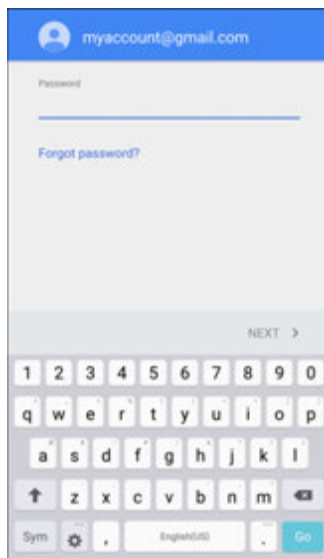 myaccount@gmail.com
Password
Forgot password?
NEXT >
1 2 3 4 5 6 7 8 9 0
q w e r t y u i o p
a s d f g h j k l
z x c v b n m
Sym , English(US) . Go